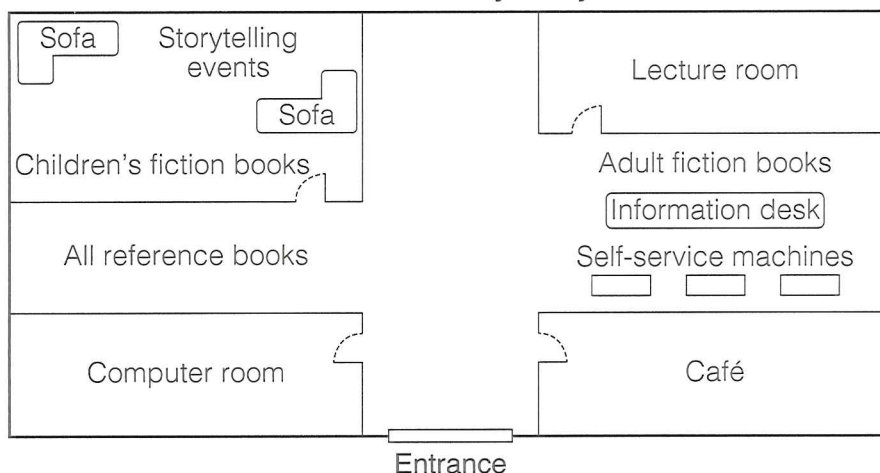 Sofa
Storytelling
events
Sofa
Lecture room
Children's fiction books
Adult fiction books
Information desk
All reference books
Self-service machines
Computer room
Café
Entrance